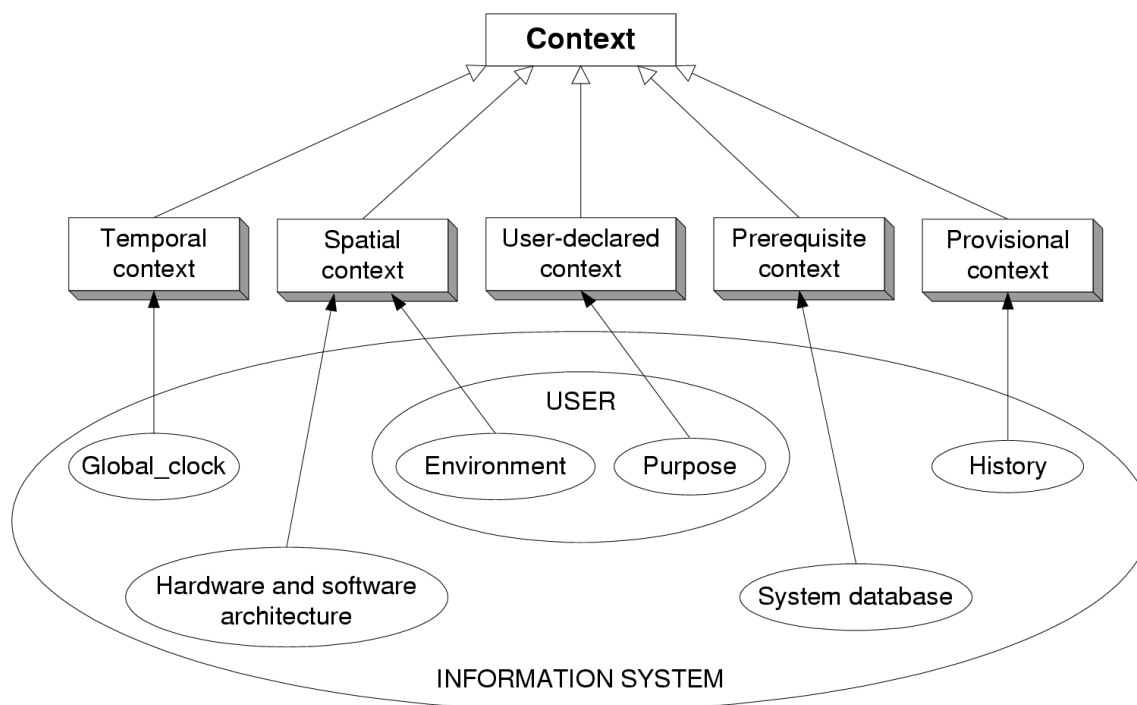 Context
Temporal
context
Spatial
context
User-declared
context
Prerequisite
context
Provisional
context
USER
Global_clock
Environment
Purpose
History
Hardware and software
architecture
System database
INFORMATION SYSTEM